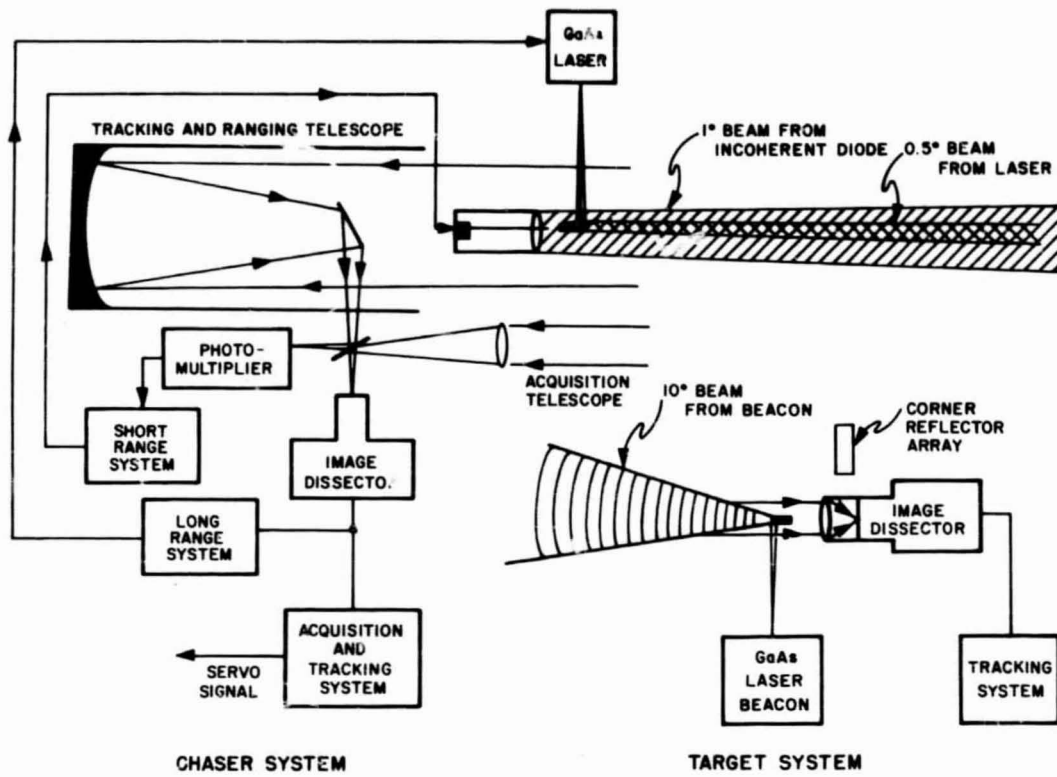 GaAs
LASER
TRACKING AND RANGING TELESCOPE
1° BEAM FROM
INCOHERENT DIODE
0.5° BEAM
FROM LASER
PHOTO-
MULTIPLIER
ACQUISITION
TELESCOPE
10° BEAM
FROM BEACON
CORNER
REFLECTOR
ARRAY
SHORT
RANGE
SYSTEM
IMAGE
DISSECTO.
IMAGE
DISSECTOR
LONG
RANGE
SYSTEM
ACQUISITION
AND
TRACKING
SYSTEM
SERVO
SIGNAL
GaAs
LASER
BEACON
TRACKING
SYSTEM
CHASER SYSTEM
TARGET SYSTEM